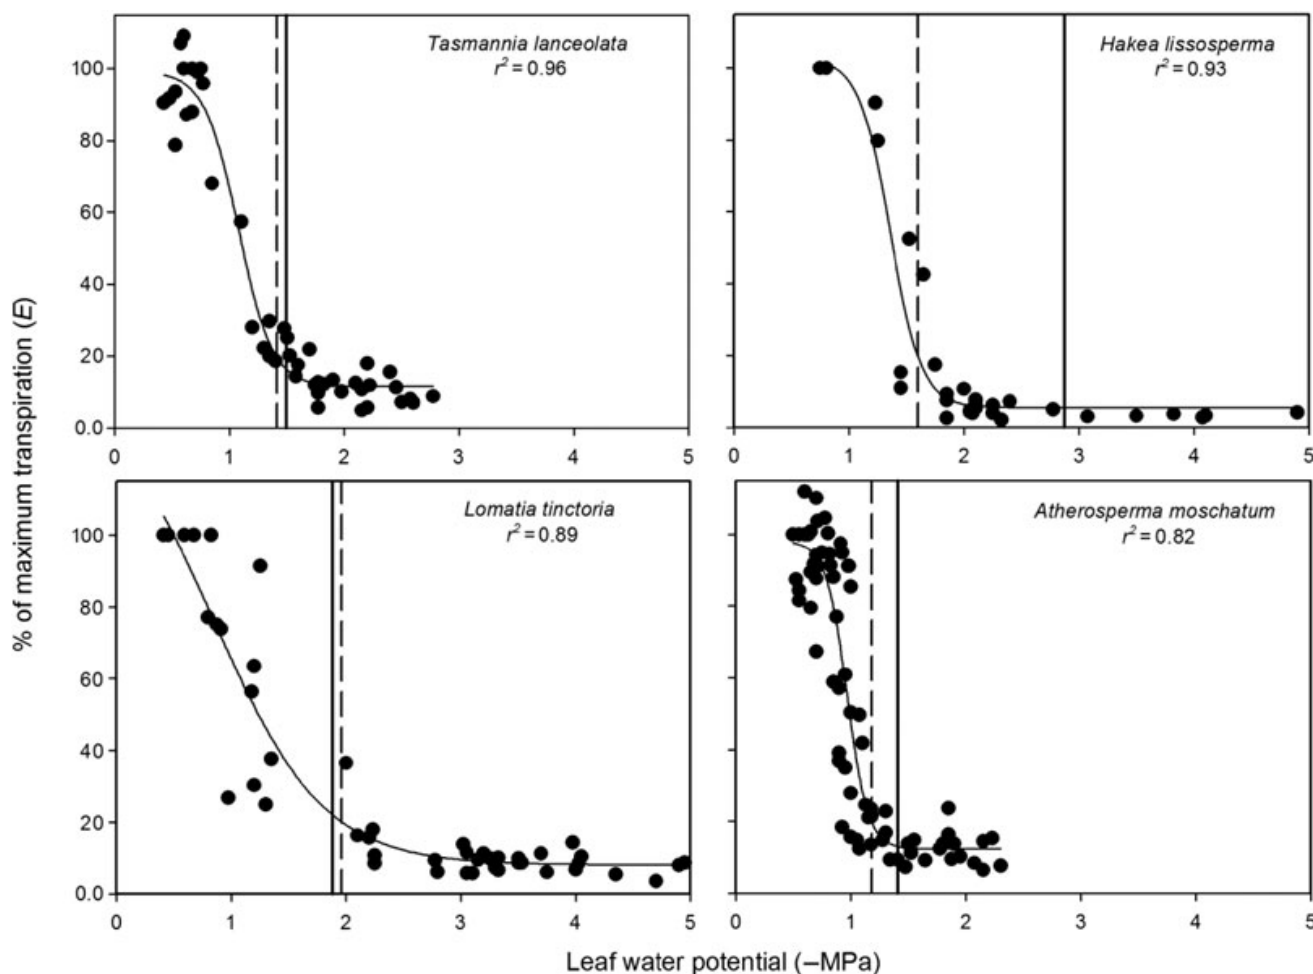 Tasmannia lanceolata
r² = 0.96
100
80
60
40
20
0.0
0 1 2 3 4 5
Hakea lissosperma
r² = 0.93
0 1 2 3 4 5
Lomatia tinctoria
r² = 0.89
100
80
60
40
20
0.0
0 1 2 3 4 5
Atherosperma moschatum
r² = 0.82
0 1 2 3 4 5
% of maximum transpiration (E)
Leaf water potential (–MPa)